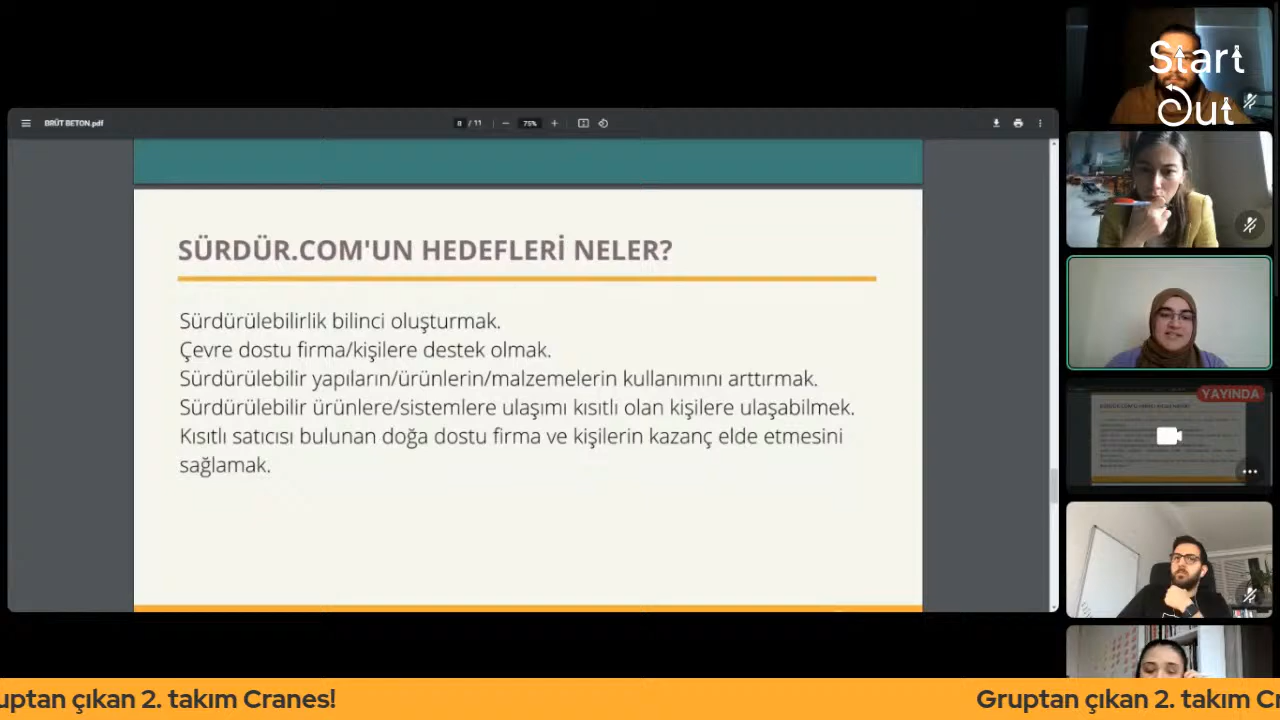 Start
Out
BRÜT BETON.pdf
8 / 11
75%
SÜRDÜR.COM'UN HEDEFLERİ NELER?
Sürdürülebilirlik bilinci oluşturmak.
Çevre dostu firma/kişilere destek olmak.
Sürdürülebilir yapıların/ürünlerin/malzemelerin kullanımını arttırmak.
Sürdürülebilir ürünlere/sistemlere ulaşımı kısıtlı olan kişilere ulaşabilmek.
Kısıtlı satıcısı bulunan doğa dostu firma ve kişilerin kazanç elde etmesini
sağlamak.
YAYINDA
uptan çıkan 2. takım Cranes!
Gruptan çıkan 2. takım Cr